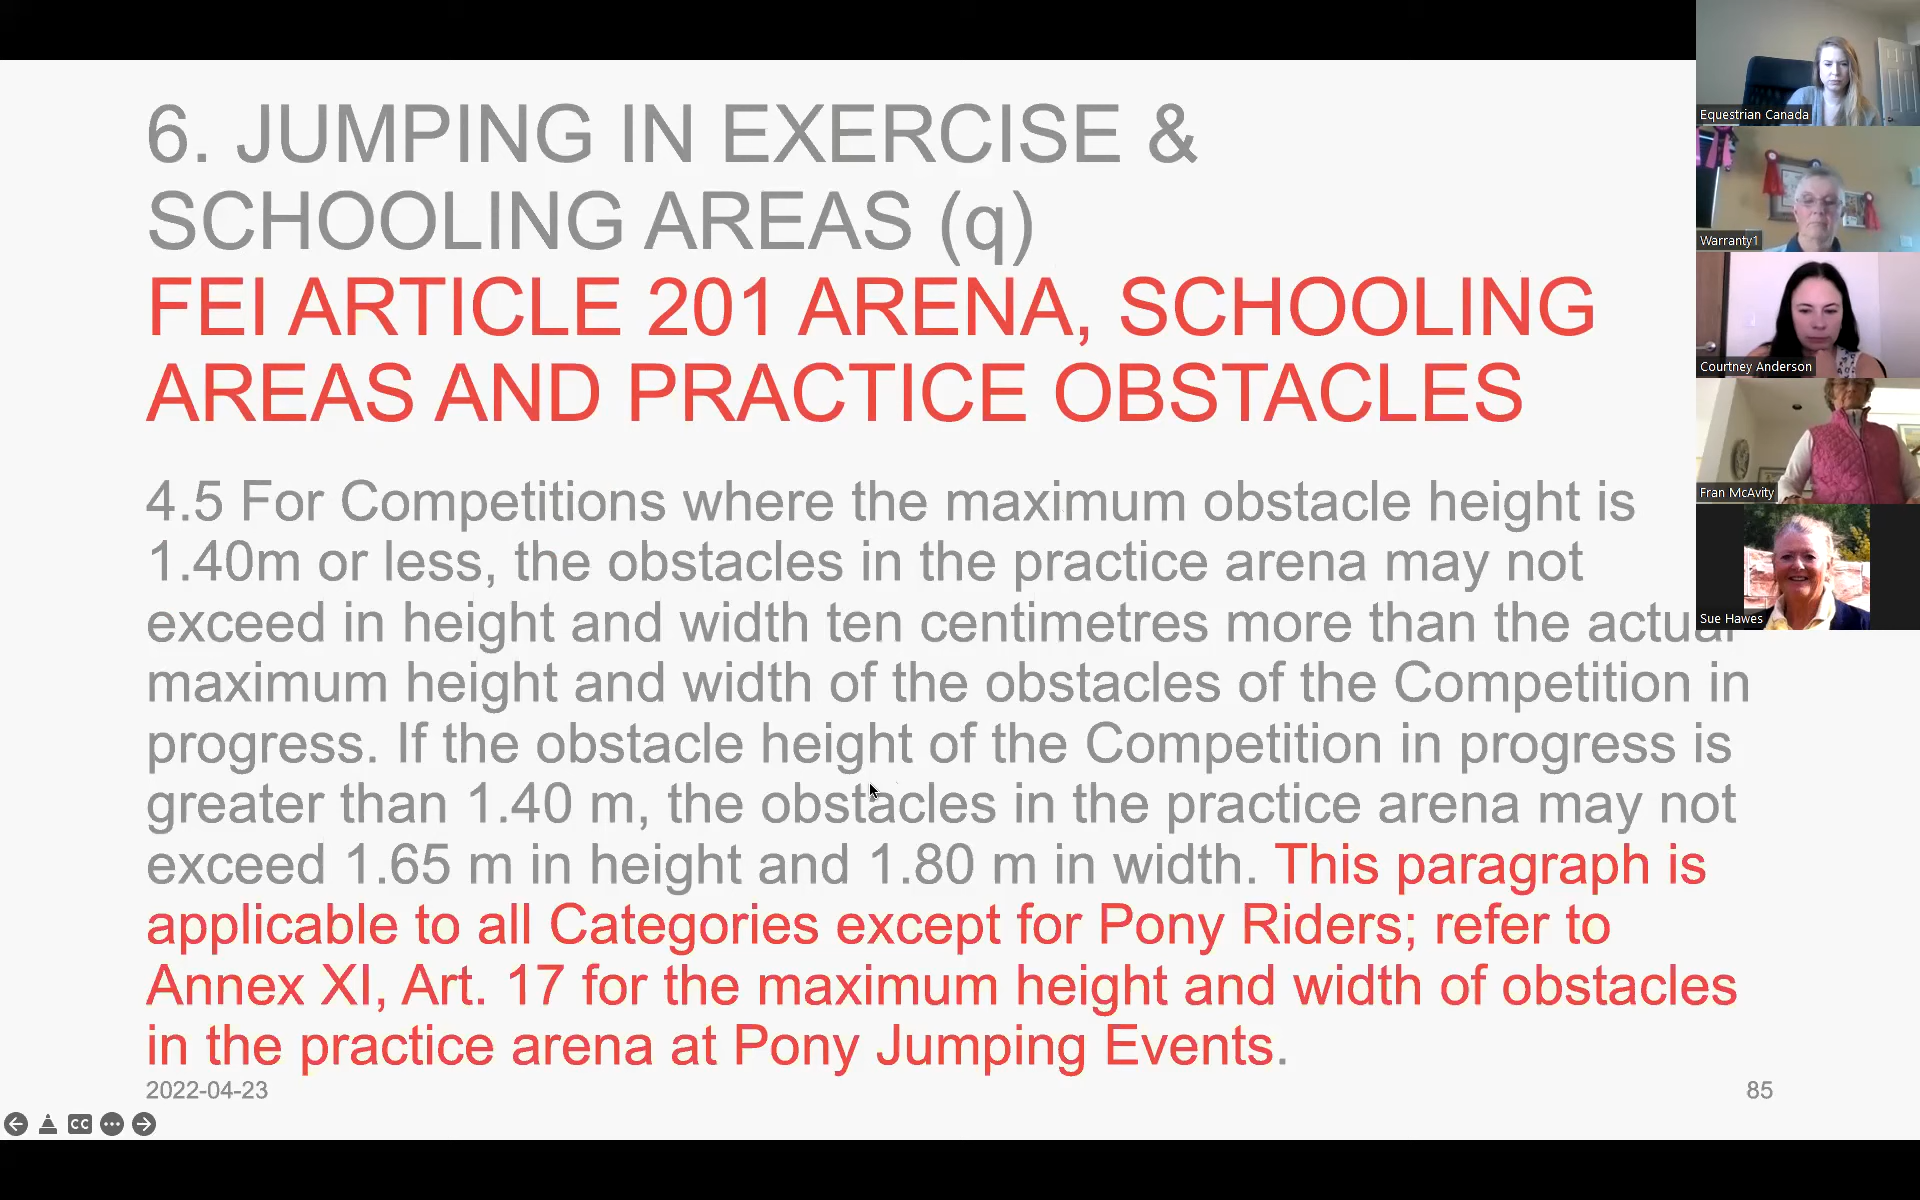 6. JUMPING IN EXERCISE &
SCHOOLING AREAS (q)
FEI ARTICLE 201 ARENA, SCHOOLING
AREAS AND PRACTICE OBSTACLES
4.5 For Competitions where the maximum obstacle height is
1.40m or less, the obstacles in the practice arena may not
exceed in height and width ten centimetres more than the actual
maximum height and width of the obstacles of the Competition in
progress. If the obstacle height of the Competition in progress is
greater than 1.40 m, the obstacles in the practice arena may not
exceed 1.65 m in height and 1.80 m in width. This paragraph is
applicable to all Categories except for Pony Riders; refer to
Annex XI, Art. 17 for the maximum height and width of obstacles
in the practice arena at Pony Jumping Events.
2022-04-23
85
CC
Equestrian Canada
Warranty1
Courtney Anderson
Fran McAvity
Sue Hawes